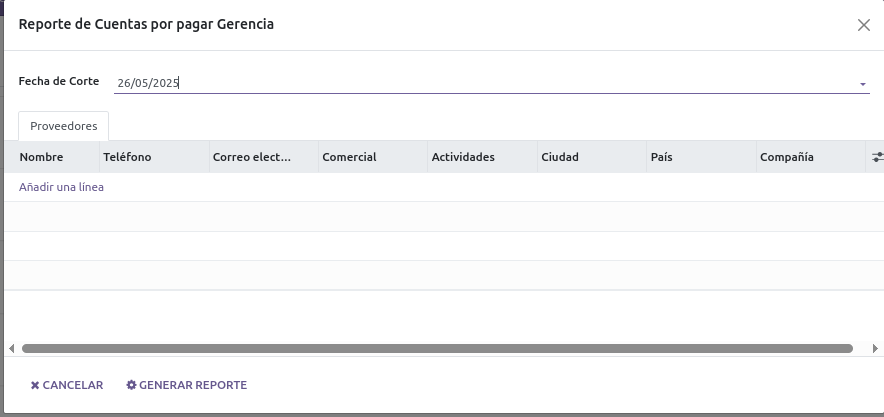 Reporte de Cuentas por pagar Gerencia
Fecha de Corte 26/05/2025
Proveedores
Nombre Teléfono Correo elect... Comercial Actividades Ciudad País Compañía
Añadir una línea
CANCELAR GENERAR REPORTE